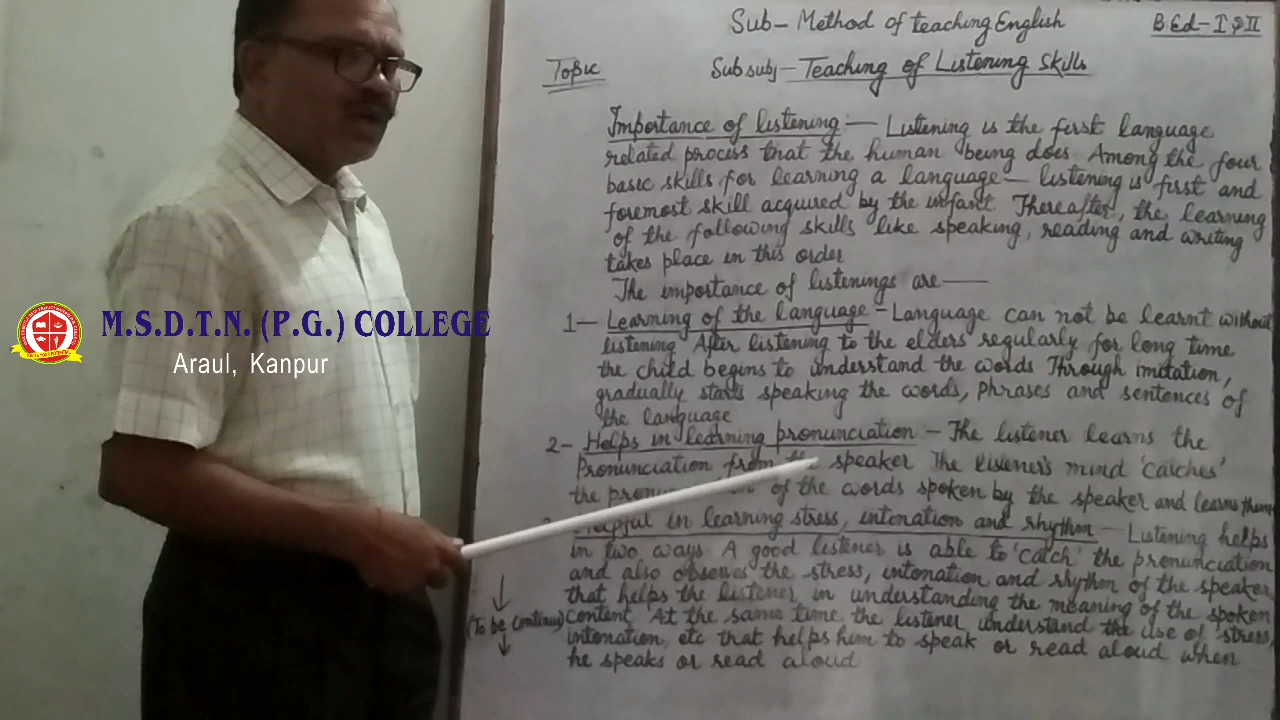 Sub- Method of teaching English
B.Ed- I & II
Topic
Sub subj - Teaching of Listening Skills
Importance of listening :- Listening is the first language
related process that the human being does Among the four
basic skills for learning a language- listening is first and
foremost skill acquired by the infant Thereafter, the learning
of the following skills like speaking, reading and writing
takes place in this order
The importance of listenings are-
1- Learning of the language - Language can not be learnt without
listening After listening to the elders' regularly for long time
the child begins to understand the words Through imitation,
gradually starts speaking the words, phrases and sentences of
the language
2- Helps in learning pronunciation - The listener learns the
Pronunciation from the speaker The listener's mind 'catches'
the of the words spoken by the speaker and learns them
Helpful in learning stress, intonation and rhythm - Listening helps
in two ways A good listener is able to 'catch' the pronunciation
and also observes the stress, intonation and rhythm of the speaker,
that helps the listener in understanding the meaning of the spoken
content At the same time the listener understand the use of stress,
intonation, etc that helps him to speak or read aloud when
he speaks or read aloud
(To be Continue)
M.S.D.T.N. (P.G.) COLLEGE
Araul, Kanpur